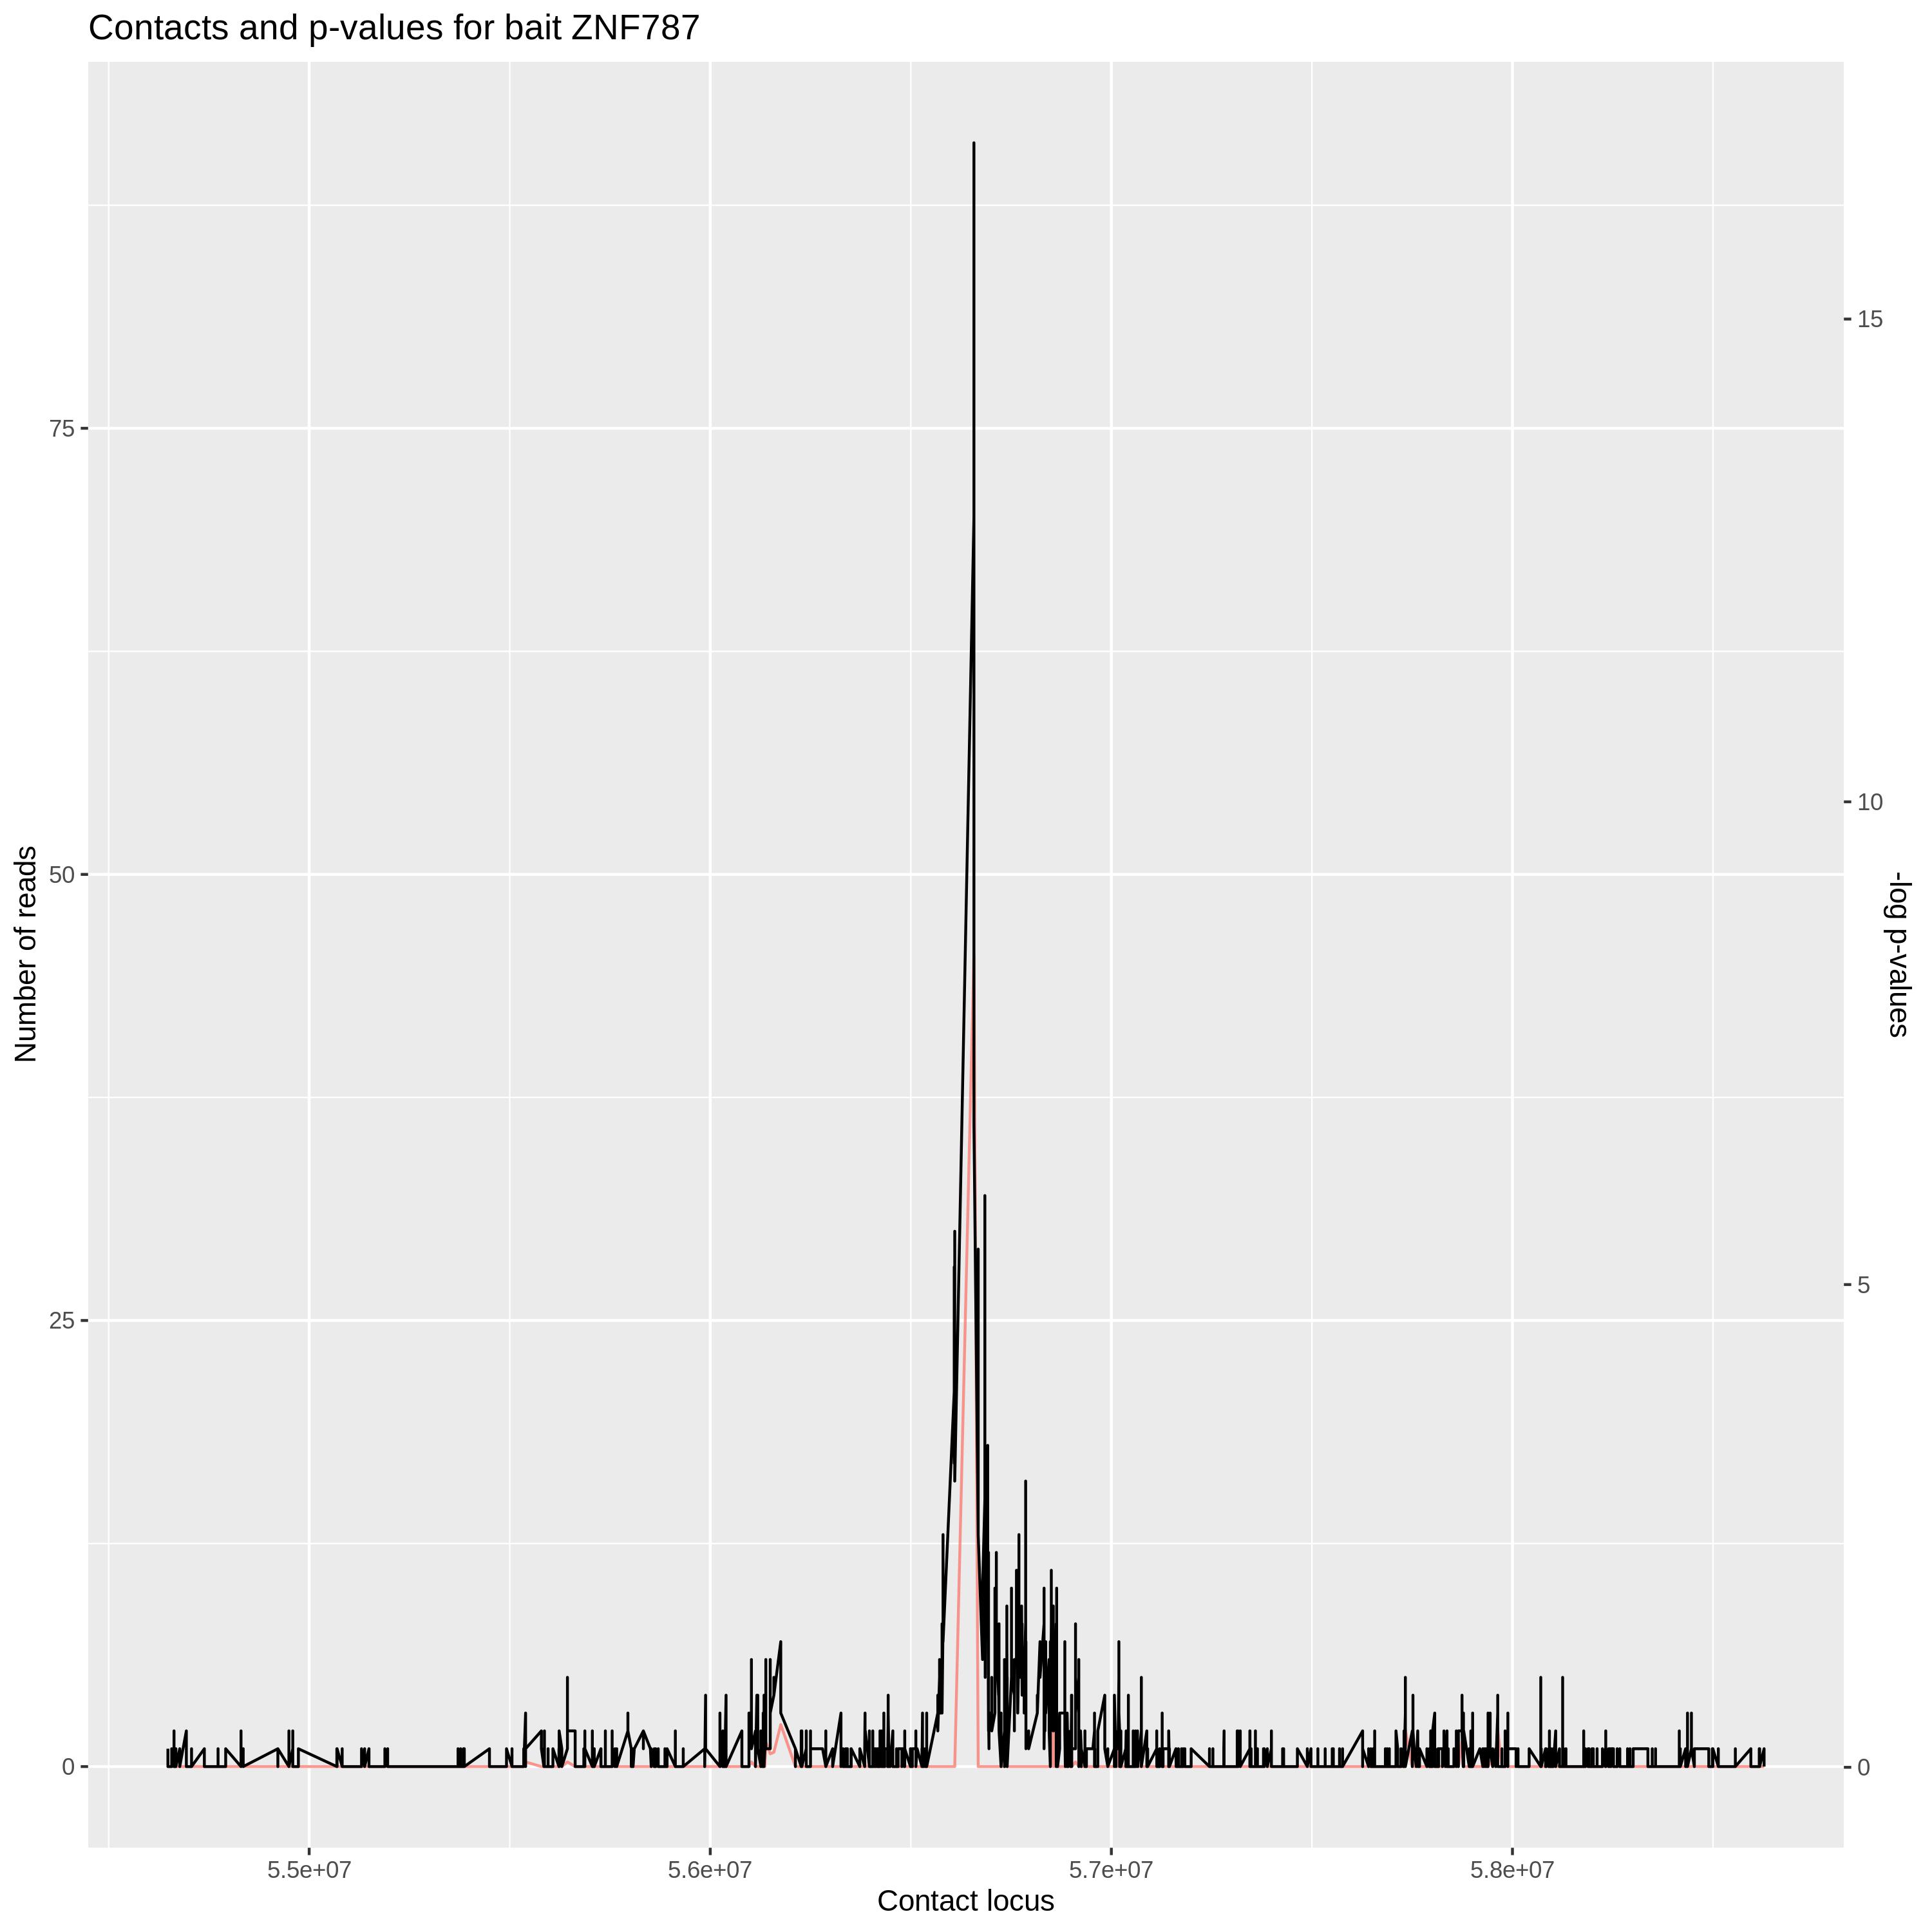 Contacts and p-values for bait ZNF787
75
50
25
0
15
10
5
0
Number of reads
-log p-values
5.5e+07
5.6e+07
5.7e+07
5.8e+07
Contact locus